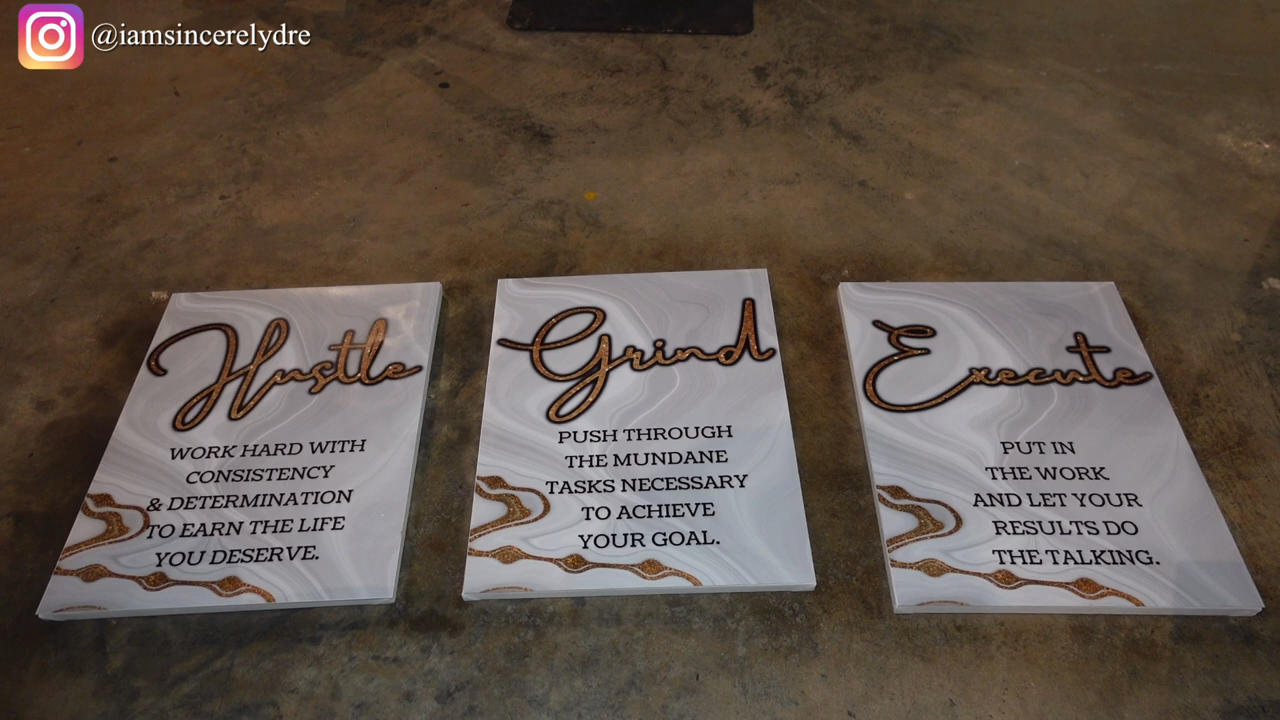 @iamsincerelydre
Hustle
WORK HARD WITH
CONSISTENCY
& DETERMINATION
TO EARN THE LIFE
YOU DESERVE.
Grind
PUSH THROUGH
THE MUNDANE
TASKS NECESSARY
TO ACHIEVE
YOUR GOAL.
Execute
PUT IN
THE WORK
AND LET YOUR
RESULTS DO
THE TALKING.